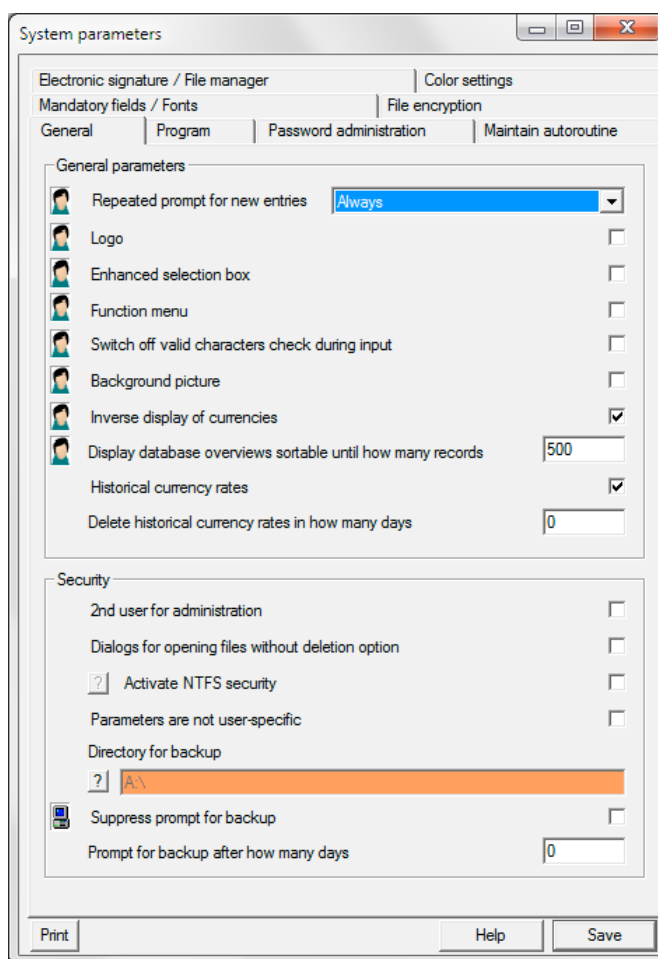 System parameters
Electronic signature / File manager
Color settings
Mandatory fields / Fonts
File encryption
General
Program
Password administration
Maintain autoroutine
General parameters
Repeated prompt for new entries
Always
Logo
Enhanced selection box
Function menu
Switch off valid characters check during input
Background picture
Inverse display of currencies
Display database overviews sortable until how many records
500
Historical currency rates
Delete historical currency rates in how many days
0
Security
2nd user for administration
Dialogs for opening files without deletion option
?
Activate NTFS security
Parameters are not user-specific
Directory for backup
?
A:\
Suppress prompt for backup
Prompt for backup after how many days
0
Print
Help
Save